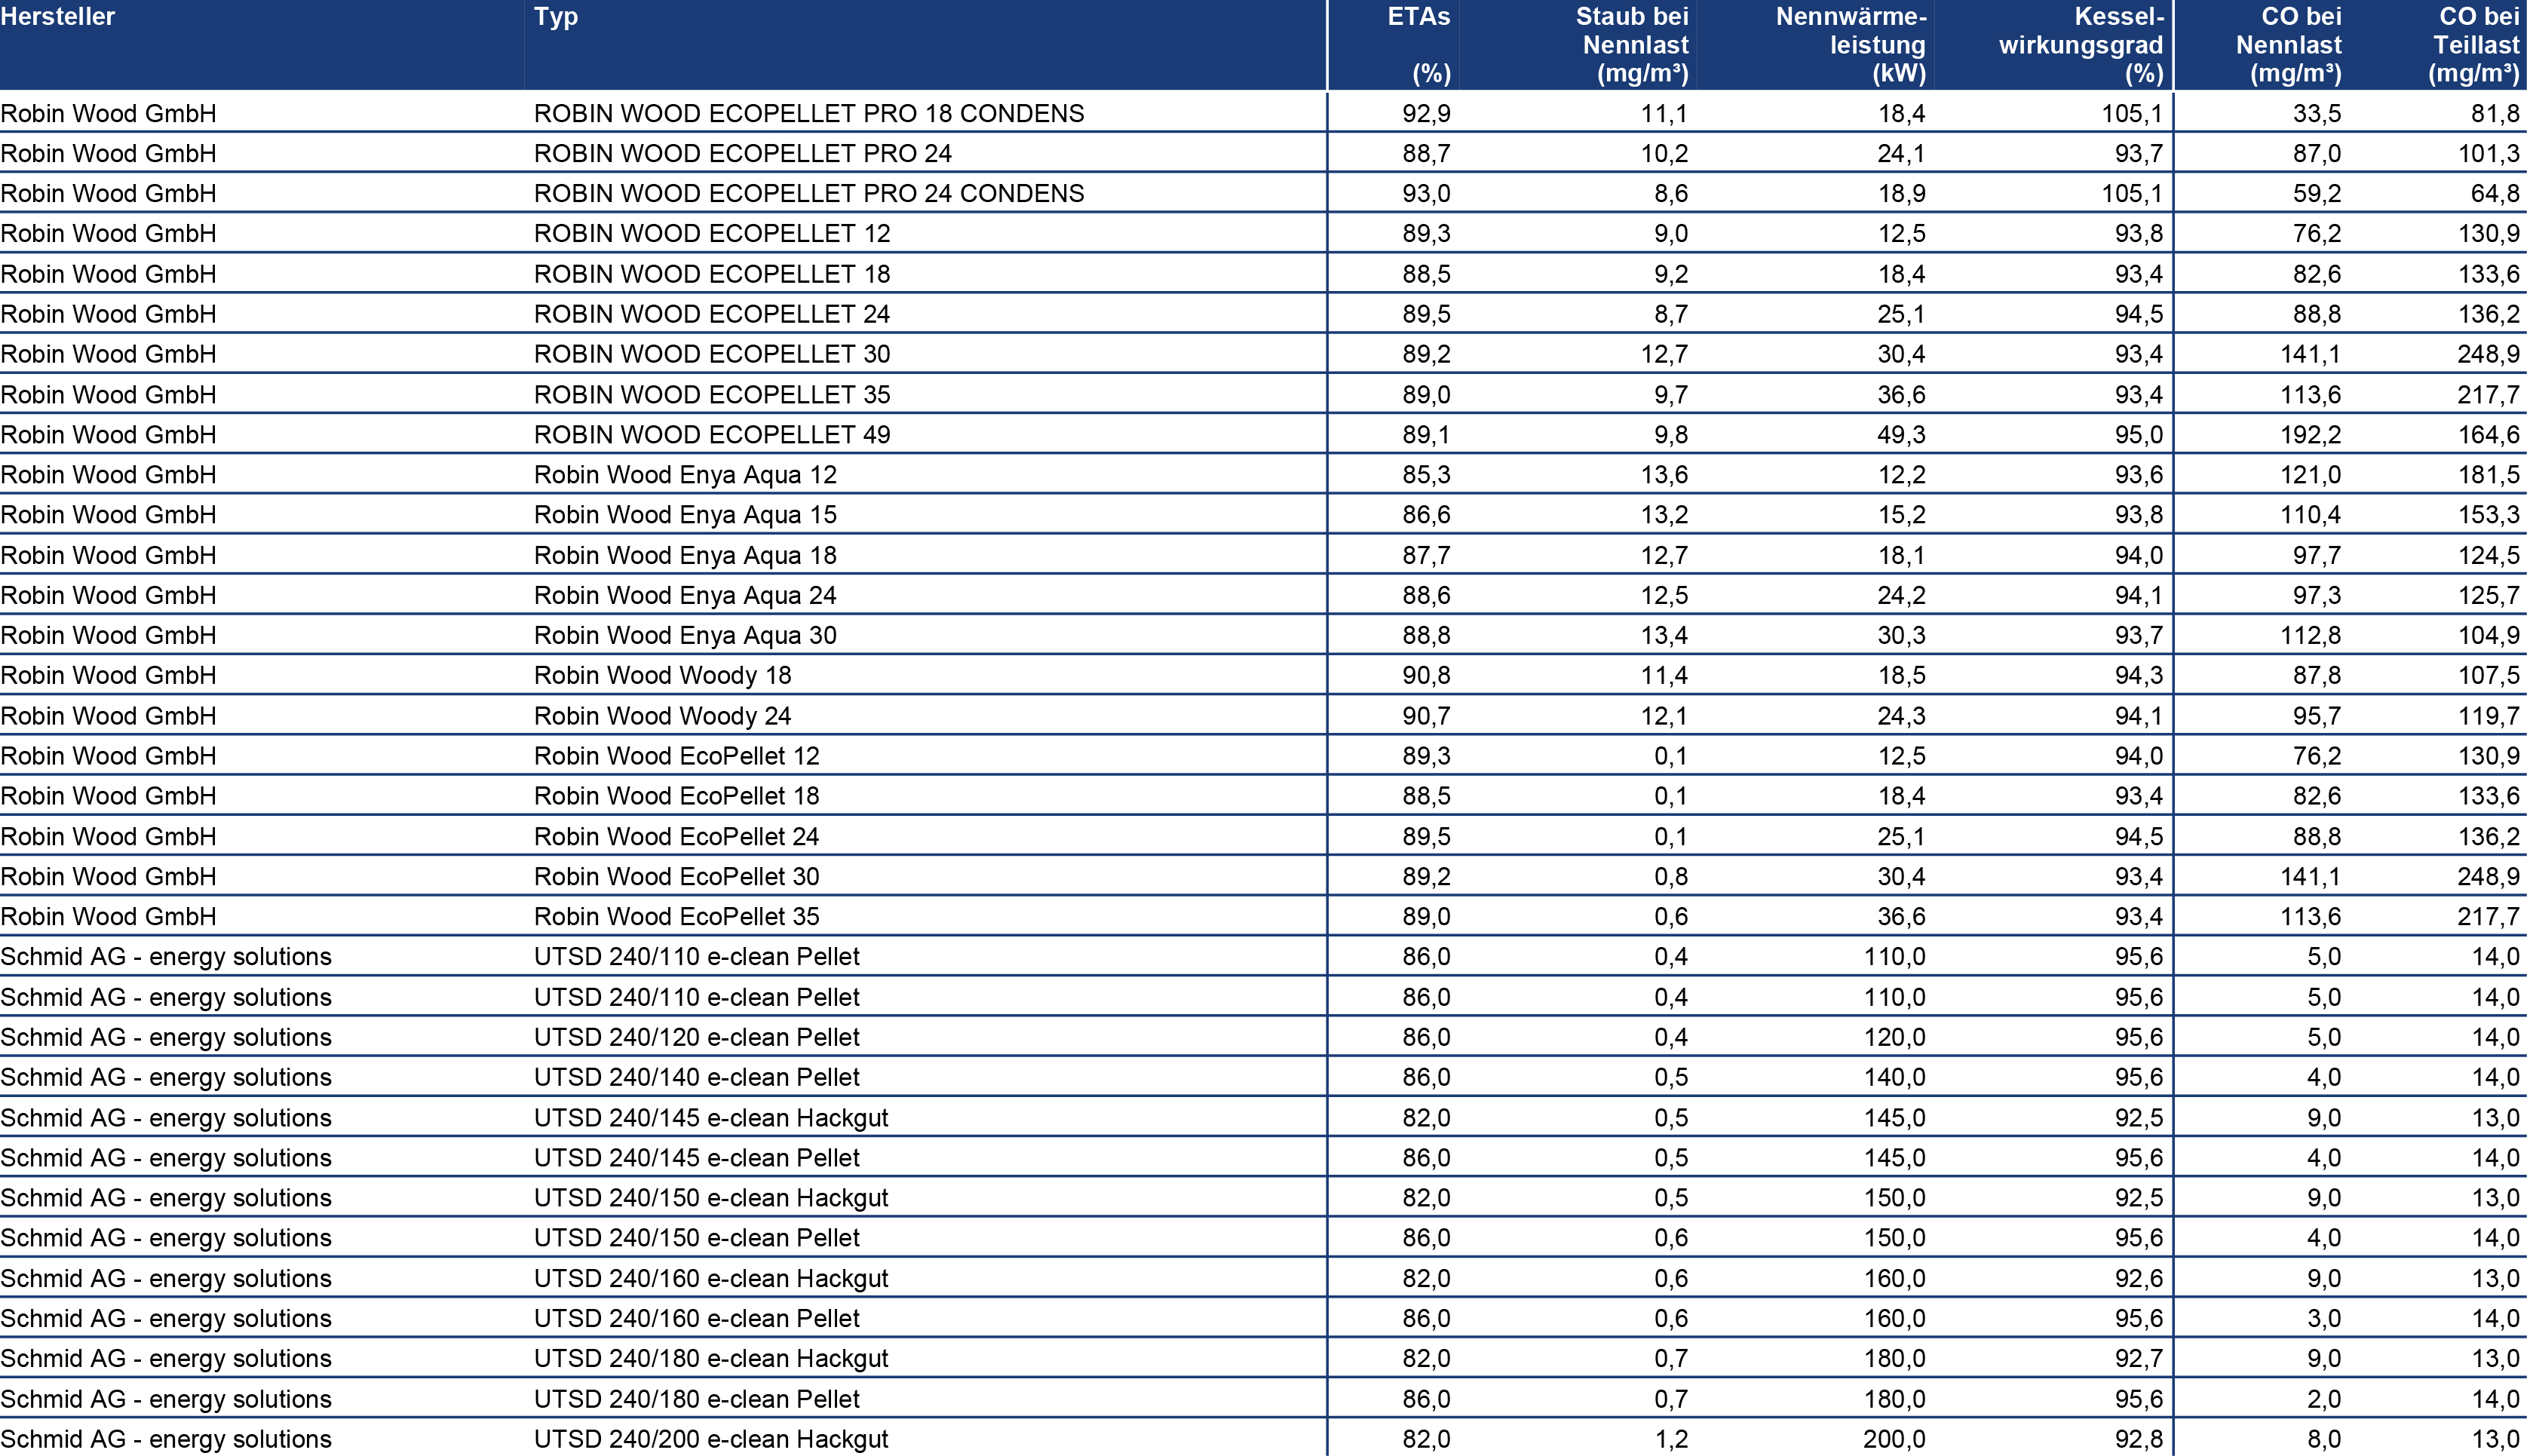 Hersteller Typ ETAs (%) Staub bei Nennlast (mg/m³) Nennwärme-leistung (kW) Kessel-wirkungsgrad (%) CO bei Nennlast (mg/m³) CO bei Teillast (mg/m³)
Robin Wood GmbH ROBIN WOOD ECOPELLET PRO 18 CONDENS 92,9 11,1 18,4 105,1 33,5 81,8
Robin Wood GmbH ROBIN WOOD ECOPELLET PRO 24 88,7 10,2 24,1 93,7 87,0 101,3
Robin Wood GmbH ROBIN WOOD ECOPELLET PRO 24 CONDENS 93,0 8,6 18,9 105,1 59,2 64,8
Robin Wood GmbH ROBIN WOOD ECOPELLET 12 89,3 9,0 12,5 93,8 76,2 130,9
Robin Wood GmbH ROBIN WOOD ECOPELLET 18 88,5 9,2 18,4 93,4 82,6 133,6
Robin Wood GmbH ROBIN WOOD ECOPELLET 24 89,5 8,7 25,1 94,5 88,8 136,2
Robin Wood GmbH ROBIN WOOD ECOPELLET 30 89,2 12,7 30,4 93,4 141,1 248,9
Robin Wood GmbH ROBIN WOOD ECOPELLET 35 89,0 9,7 36,6 93,4 113,6 217,7
Robin Wood GmbH ROBIN WOOD ECOPELLET 49 89,1 9,8 49,3 95,0 192,2 164,6
Robin Wood GmbH Robin Wood Enya Aqua 12 85,3 13,6 12,2 93,6 121,0 181,5
Robin Wood GmbH Robin Wood Enya Aqua 15 86,6 13,2 15,2 93,8 110,4 153,3
Robin Wood GmbH Robin Wood Enya Aqua 18 87,7 12,7 18,1 94,0 97,7 124,5
Robin Wood GmbH Robin Wood Enya Aqua 24 88,6 12,5 24,2 94,1 97,3 125,7
Robin Wood GmbH Robin Wood Enya Aqua 30 88,8 13,4 30,3 93,7 112,8 104,9
Robin Wood GmbH Robin Wood Woody 18 90,8 11,4 18,5 94,3 87,8 107,5
Robin Wood GmbH Robin Wood Woody 24 90,7 12,1 24,3 94,1 95,7 119,7
Robin Wood GmbH Robin Wood EcoPellet 12 89,3 0,1 12,5 94,0 76,2 130,9
Robin Wood GmbH Robin Wood EcoPellet 18 88,5 0,1 18,4 93,4 82,6 133,6
Robin Wood GmbH Robin Wood EcoPellet 24 89,5 0,1 25,1 94,5 88,8 136,2
Robin Wood GmbH Robin Wood EcoPellet 30 89,2 0,8 30,4 93,4 141,1 248,9
Robin Wood GmbH Robin Wood EcoPellet 35 89,0 0,6 36,6 93,4 113,6 217,7
Schmid AG - energy solutions UTSD 240/110 e-clean Pellet 86,0 0,4 110,0 95,6 5,0 14,0
Schmid AG - energy solutions UTSD 240/110 e-clean Pellet 86,0 0,4 110,0 95,6 5,0 14,0
Schmid AG - energy solutions UTSD 240/120 e-clean Pellet 86,0 0,4 120,0 95,6 5,0 14,0
Schmid AG - energy solutions UTSD 240/140 e-clean Pellet 86,0 0,5 140,0 95,6 4,0 14,0
Schmid AG - energy solutions UTSD 240/145 e-clean Hackgut 82,0 0,5 145,0 92,5 9,0 13,0
Schmid AG - energy solutions UTSD 240/145 e-clean Pellet 86,0 0,5 145,0 95,6 4,0 14,0
Schmid AG - energy solutions UTSD 240/150 e-clean Hackgut 82,0 0,5 150,0 92,5 9,0 13,0
Schmid AG - energy solutions UTSD 240/150 e-clean Pellet 86,0 0,6 150,0 95,6 4,0 14,0
Schmid AG - energy solutions UTSD 240/160 e-clean Hackgut 82,0 0,6 160,0 92,6 9,0 13,0
Schmid AG - energy solutions UTSD 240/160 e-clean Pellet 86,0 0,6 160,0 95,6 3,0 14,0
Schmid AG - energy solutions UTSD 240/180 e-clean Hackgut 82,0 0,7 180,0 92,7 9,0 13,0
Schmid AG - energy solutions UTSD 240/180 e-clean Pellet 86,0 0,7 180,0 95,6 2,0 14,0
Schmid AG - energy solutions UTSD 240/200 e-clean Hackgut 82,0 1,2 200,0 92,8 8,0 13,0